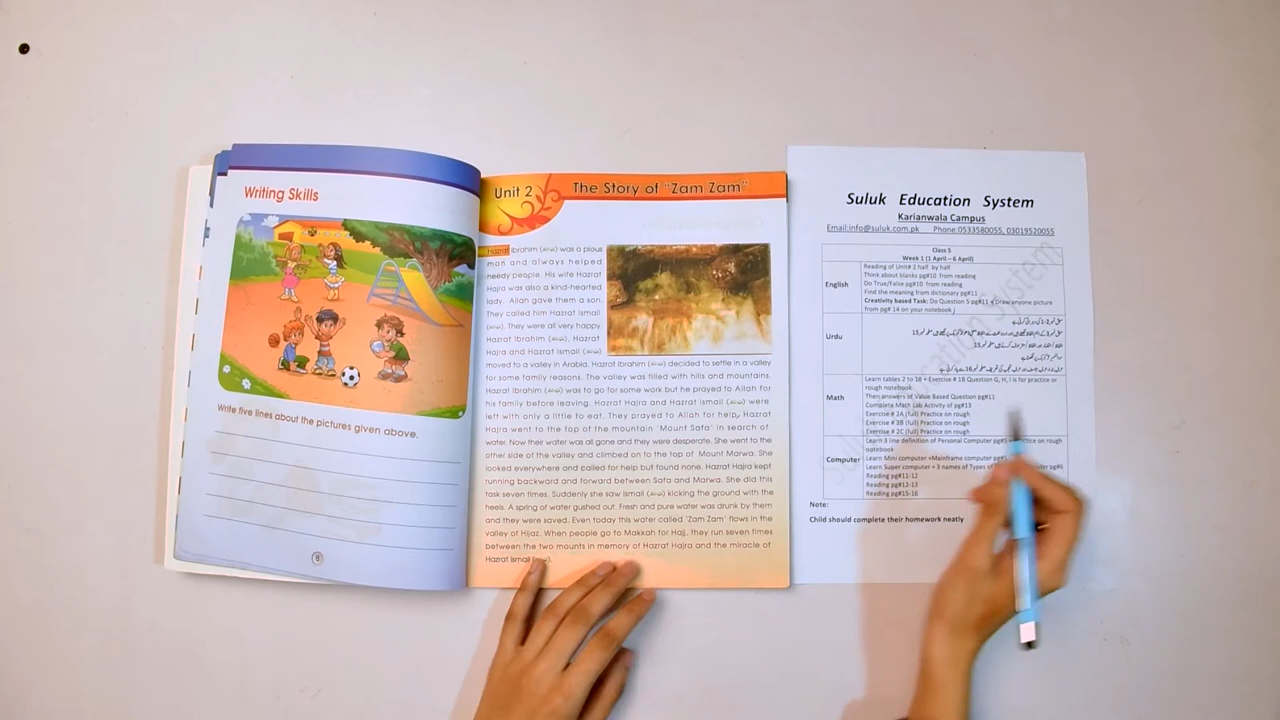 Writing Skills
Write five lines about the pictures given above.
8
Unit 2
The Story of "Zam Zam"
Hazrat Ibrahim was a pious
man and always helped
needy people. His wife Hazrat
Hajra was also a kind-hearted
lady. Allah gave them a son.
They called him Hazrat Ismail
They were all very happy.
Hazrat Ibrahim, Hazrat
Hajra and Hazrat Ismail
moved to a valley in Arabia. Hazrat Ibrahim decided to settle in a valley
for some family reasons. The valley was filled with hills and mountains.
Hazrat Ibrahim was to go for some work but he prayed to Allah for
his family before leaving. Hazrat Hajra and Hazrat Ismail were
left with only a little to eat. They prayed to Allah for help. Hazrat
Hajra went to the top of the mountain 'Mount Safa' in search of
water. Now their water was all gone and they were desperate. She went to the
other side of the valley and climbed on to the top of Mount Marwa. She
looked everywhere and called for help but found none. Hazrat Hajra kept
running backward and forward between Safa and Marwa. She did this
task seven times. Suddenly she saw Ismail kicking the ground with the
heels. A spring of water gushed out. Fresh and pure water was drunk by them
and they were saved. Even today this water called 'Zam Zam' flows in the
valley of Hijaz. When people go to Makkah for Hajj, they run seven times
between the two mounts in memory of Hazrat Hajra and the miracle of
Hazrat Ismail
Suluk Education System
Karianwala Campus
Email:info@suluk.com.pk Phone:0533580055, 03019520055
Class 5
Week 1 (1 April – 6 April)
English
Reading of Unit# 2 half by half
Think about blanks pg#10 from reading
Do True/False pg#10 from reading
Find the meaning from dictionary pg#11
Creativity based Task: Do Question 5 pg#11 Draw anyone picture
from pg# 14 on your notebook
Urdu
Math
Learn tables 2 to 18 + Exercise # 1B Question G, H, I is for practice or
rough notebook
Then answers of Value Based Question pg#11
Complete Math Lab Activity of pg#13
Exercise # 2A (full) Practice on rough
Exercise # 2B (full) Practice on rough
Exercise # 2C (full) Practice on rough
Computer
Learn 3 line definition of Personal Computer pg#5 practice on rough
notebook
Learn Mini computer +Mainframe computer pg#5
Learn Super computer + 3 names of Types of pg#6
Reading pg#11-12
Reading pg#12-13
Reading pg#15-16
Note:
Child should complete their homework neatly
Suluk Education System